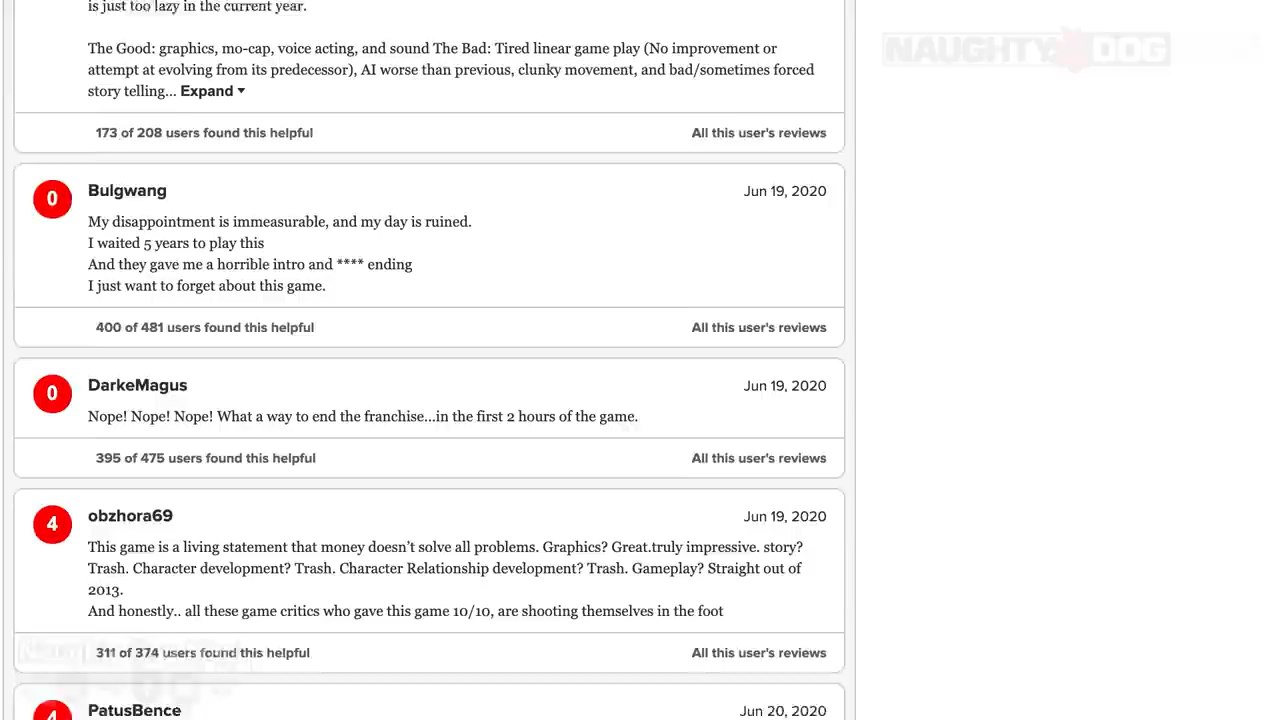 is just too lazy in the current year.
NAUGHTY DOG
The Good: graphics, mo-cap, voice acting, and sound The Bad: Tired linear game play (No improvement or
attempt at evolving from its predecessor), AI worse than previous, clunky movement, and bad/sometimes forced
story telling... Expand
173 of 208 users found this helpful
All this user's reviews
0
Bulgwang
Jun 19, 2020
My disappointment is immeasurable, and my day is ruined.
I waited 5 years to play this
And they gave me a horrible intro and **** ending
I just want to forget about this game.
400 of 481 users found this helpful
All this user's reviews
0
DarkeMagus
Jun 19, 2020
Nope! Nope! Nope! What a way to end the franchise...in the first 2 hours of the game.
395 of 475 users found this helpful
All this user's reviews
4
obzhora69
Jun 19, 2020
This game is a living statement that money doesn’t solve all problems. Graphics? Great.truly impressive. story?
Trash. Character development? Trash. Character Relationship development? Trash. Gameplay? Straight out of
2013.
And honestly.. all these game critics who gave this game 10/10, are shooting themselves in the foot
311 of 374 users found this helpful
All this user's reviews
4
PatusBence
Jun 20, 2020